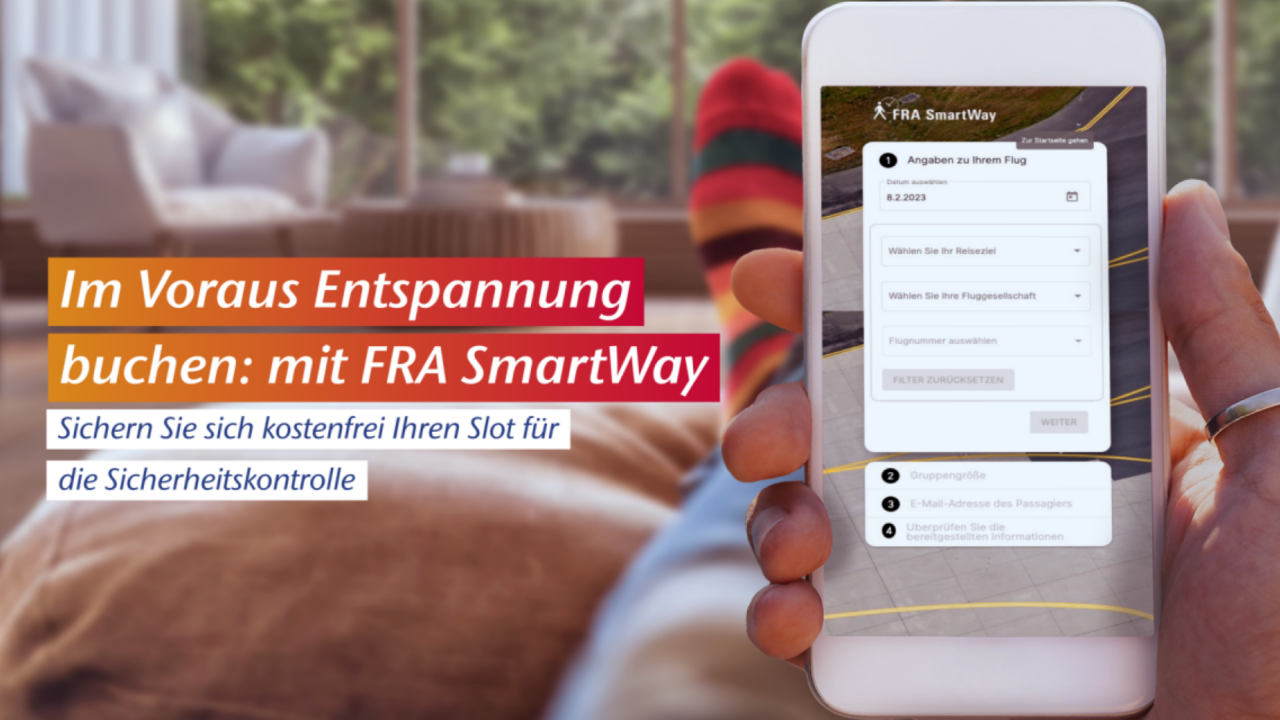 Im Voraus Entspannung
buchen: mit FRA SmartWay
Sichern Sie sich kostenfrei Ihren Slot für
die Sicherheitskontrolle
FRA SmartWay
Zur Startseite gehen
1 Angaben zu Ihrem Flug
Datum auswählen
8.2.2023
Wählen Sie Ihr Reiseziel
Wählen Sie Ihre Fluggesellschaft
Flugnummer auswählen
FILTER ZURÜCKSETZEN
WEITER
2 Gruppengröße
3 E-Mail-Adresse des Passagiers
4 Überprüfen Sie die
bereitgestellten Informationen